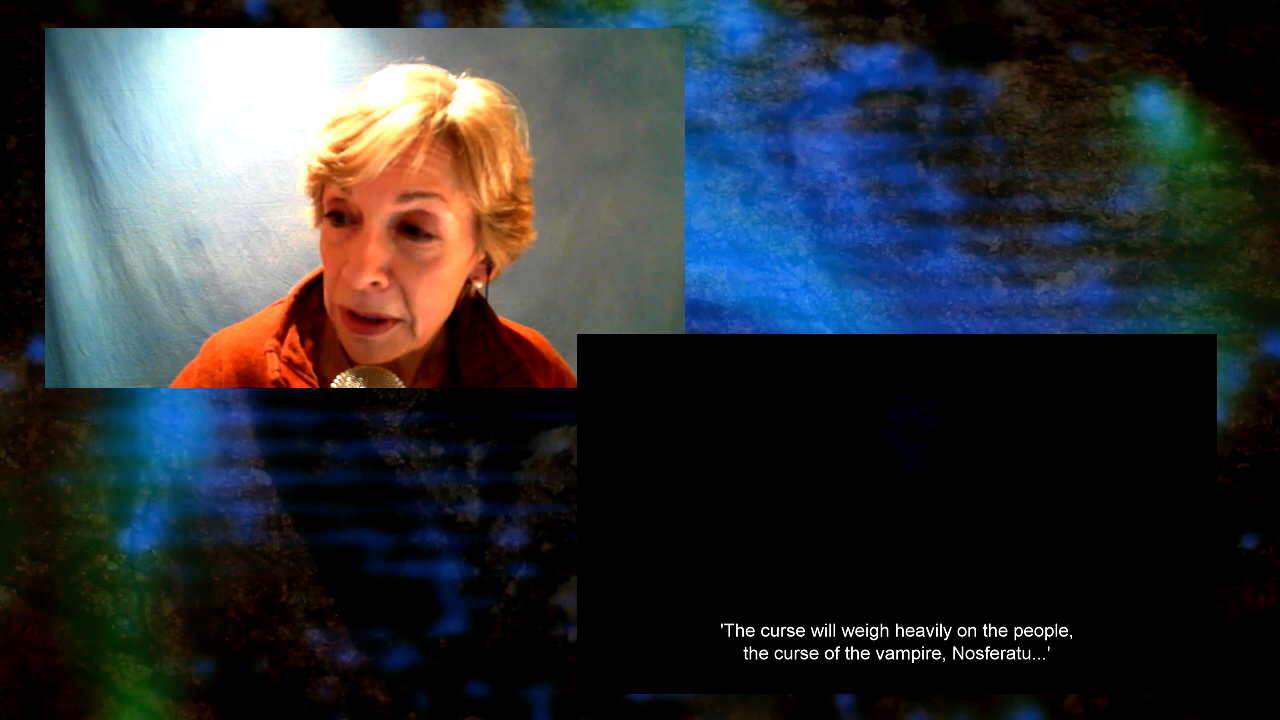 'The curse will weigh heavily on the people,
the curse of the vampire, Nosferatu...'